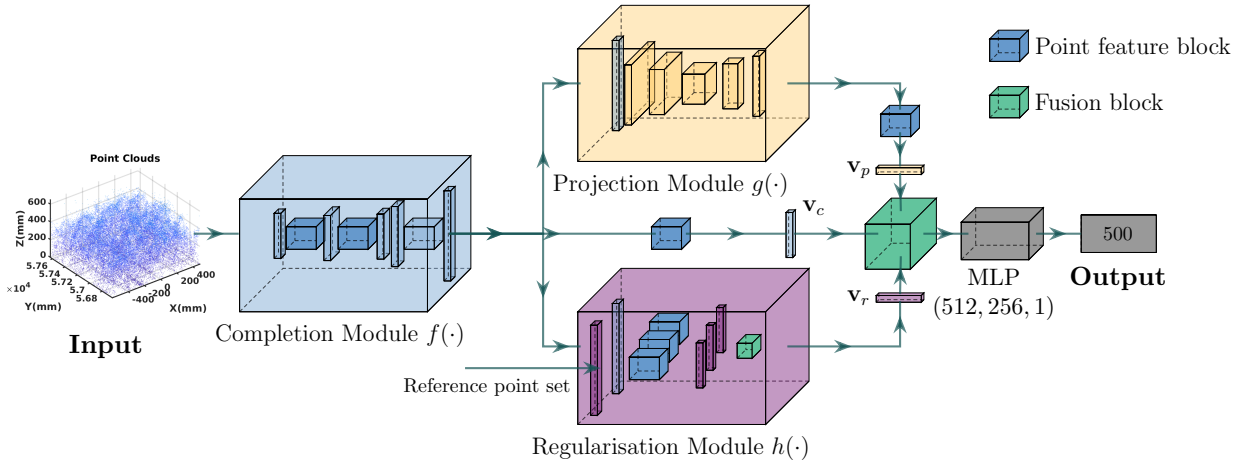 Point feature block
Fusion block
Point Clouds
Z(mm)
600
400
200
0
5.76
5.74
5.72
5.7
5.68
×10⁴
Y(mm)
-400
-200
0
200
400
X(mm)
Input
Completion Module f(·)
Projection Module g(·)
v_c
v_p
v_r
Reference point set
Regularisation Module h(·)
MLP
(512, 256, 1)
500
Output